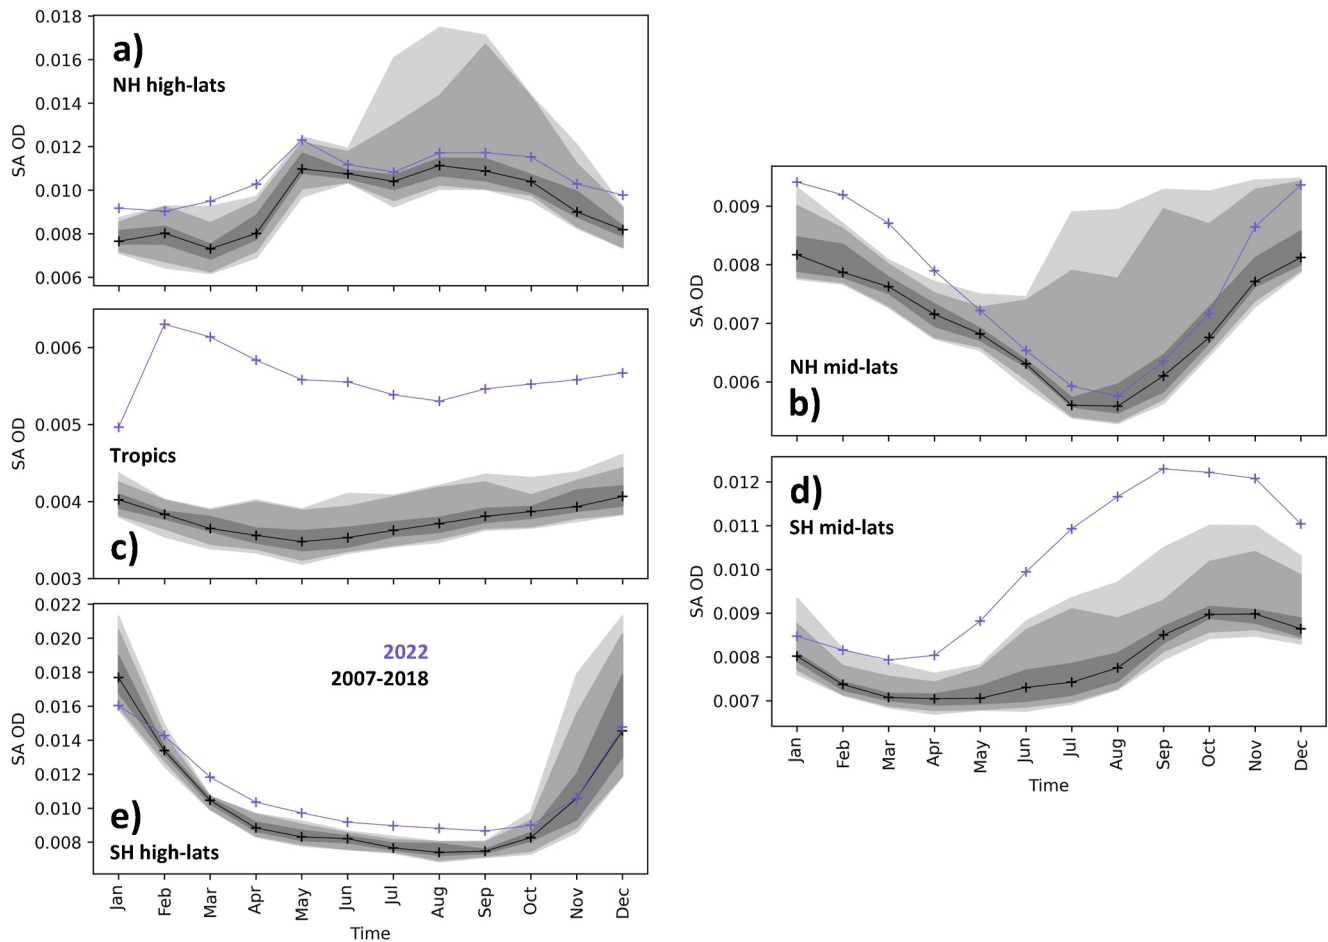 a)
NH high-lats
SA OD
0.018
0.016
0.014
0.012
0.010
0.008
0.006
Tropics
c)
SA OD
0.006
0.005
0.004
0.003
2022
2007-2018
e)
SH high-lats
SA OD
0.022
0.020
0.018
0.016
0.014
0.012
0.010
0.008
Jan Feb Mar Apr May Jun Jul Aug Sep Oct Nov Dec
Time
NH mid-lats
b)
SA OD
0.009
0.008
0.007
0.006
d)
SH mid-lats
SA OD
0.012
0.011
0.010
0.009
0.008
0.007
Jan Feb Mar Apr May Jun Jul Aug Sep Oct Nov Dec
Time